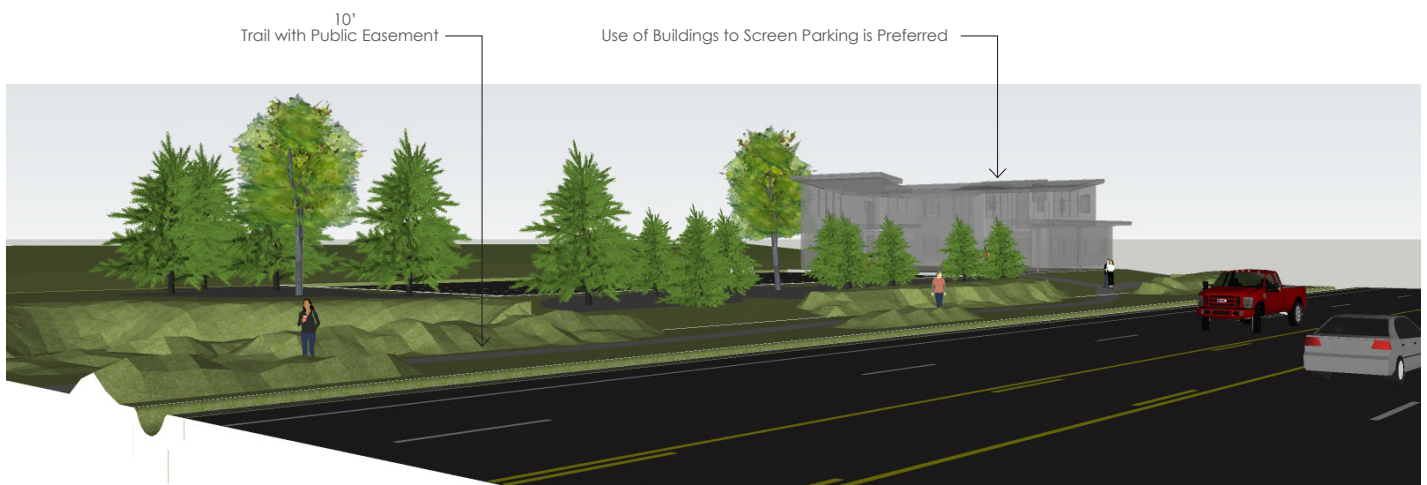 10’
Trail with Public Easement
Use of Buildings to Screen Parking is Preferred